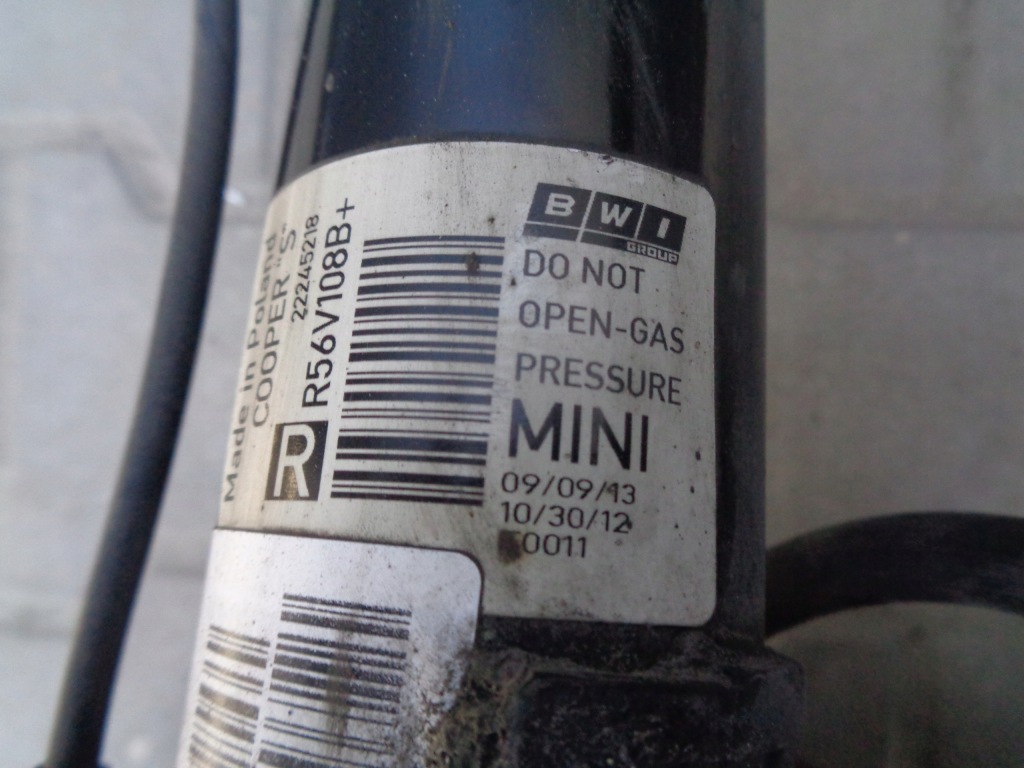 BWI
GROUP
DO NOT
OPEN-GAS
PRESSURE
MINI
09/09/13
10/30/12
0011
Made in Poland
COOPER "S"
22245218
R56V108B+
R